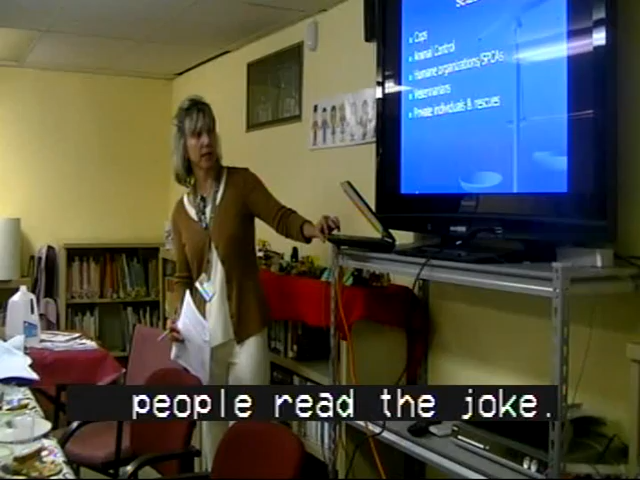 Cops
Animal Control
Humane organizations/SPCAs
Veterinarians
Private individuals & rescues
people read the joke.